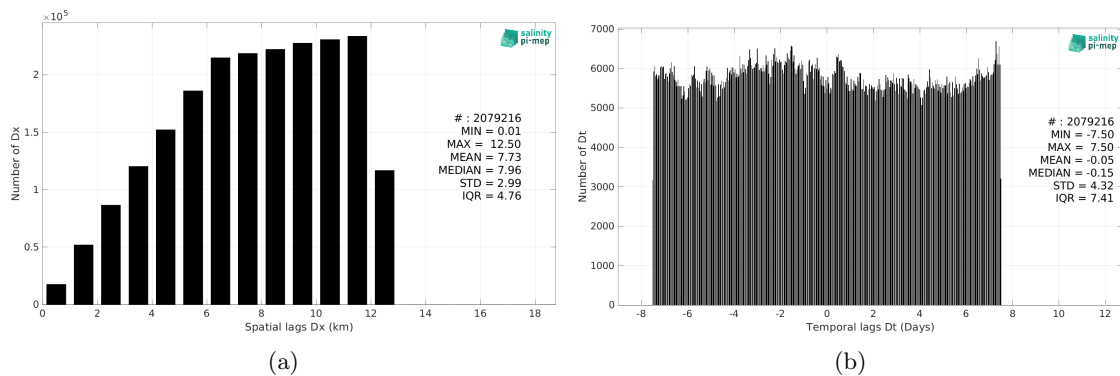 ×10⁵
2
1.5
1
0.5
0
0 2 4 6 8 10 12 14 16 18
Number of Dx
Spatial lags Dx (km)
salinity
pi-mep
# : 2079216
MIN = 0.01
MAX = 12.50
MEAN = 7.73
MEDIAN = 7.96
STD = 2.99
IQR = 4.76
(a)
7000
6000
5000
4000
3000
2000
1000
0
-8 -6 -4 -2 0 2 4 6 8 10 12
Number of Dt
Temporal lags Dt (Days)
salinity
pi-mep
# : 2079216
MIN = -7.50
MAX = 7.50
MEAN = -0.05
MEDIAN = -0.15
STD = 4.32
IQR = 7.41
(b)